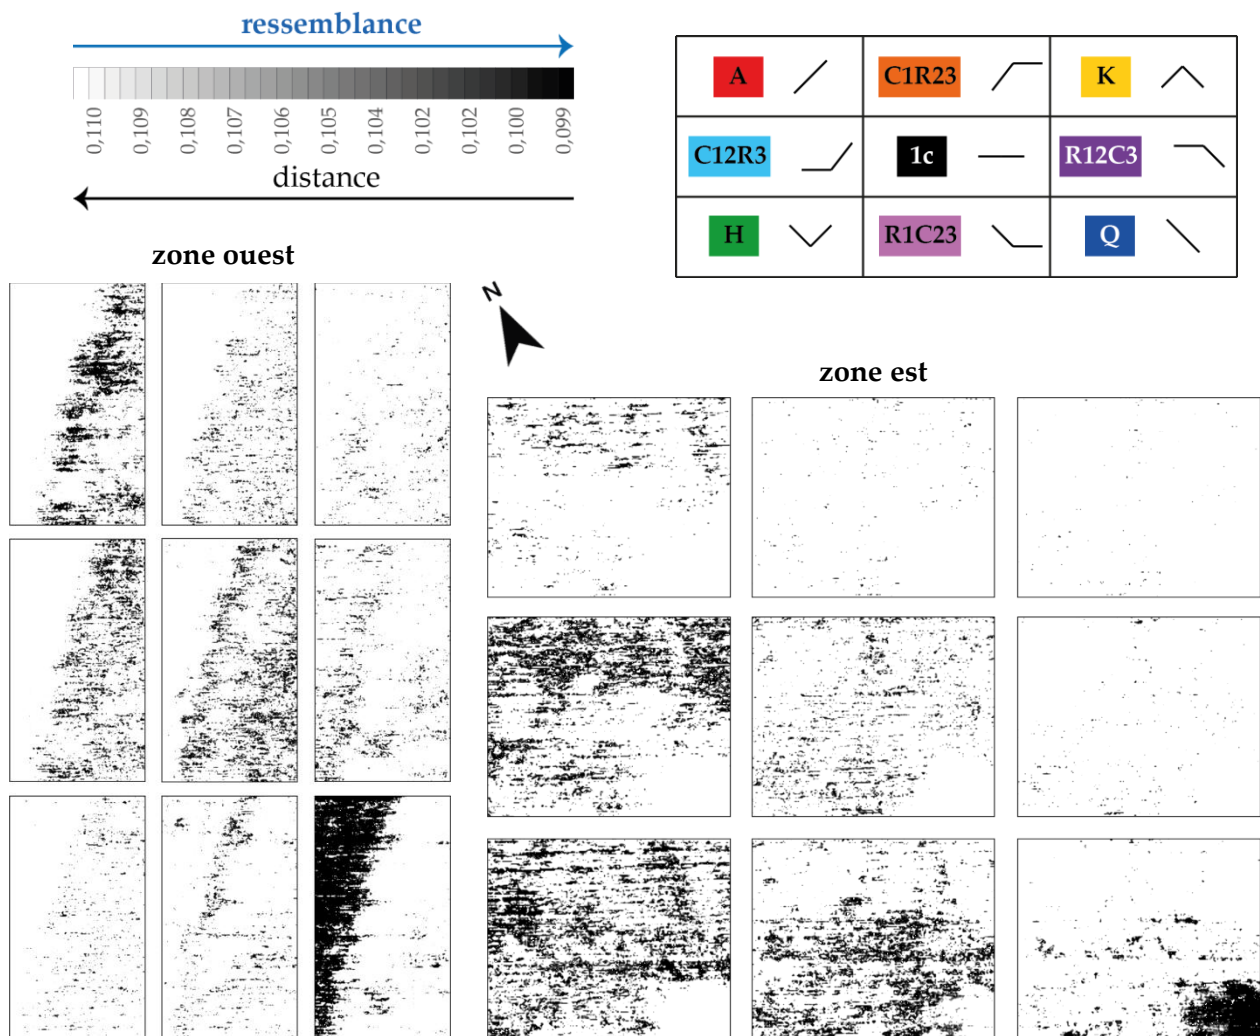 ressemblance
0,110 0,109 0,108 0,107 0,106 0,105 0,104 0,102 0,102 0,100 0,099
distance
A C1R23 K
C12R3 1c R12C3
H R1C23 Q
zone ouest
N
zone est